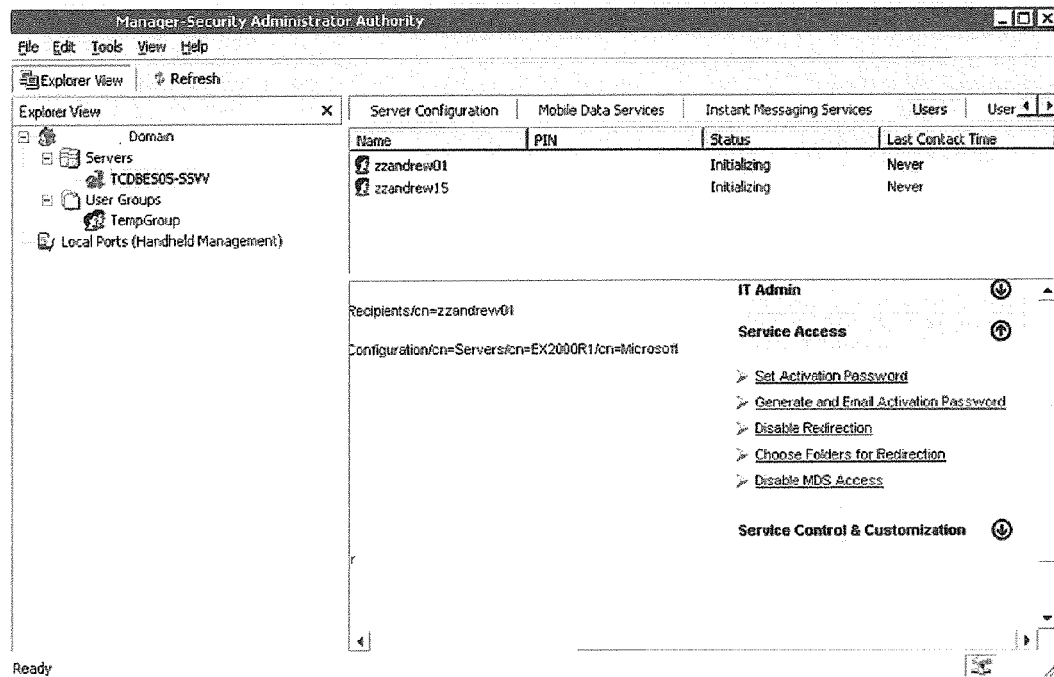 Manager-Security Administrator Authority
File Edit Tools View Help
Explorer View Refresh
Explorer View
Domain
Servers
TCDBES05-SSVV
User Groups
TempGroup
Local Ports (Handheld Management)
Server Configuration Mobile Data Services Instant Messaging Services Users User
Name PIN Status Last Contact Time
zzandrew01 Initializing Never
zzandrew15 Initializing Never
Recipients/cn=zzandrew01
Configuration/cn=Servers/cn=EX2000R1/cn=Microsoft
r
IT Admin
Service Access
Set Activation Password
Generate and Email Activation Password
Disable Redirection
Choose Folders for Redirection
Disable MDS Access
Service Control & Customization
Ready